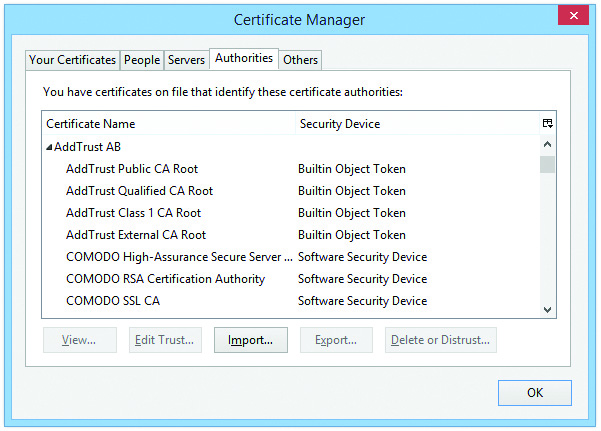 Certificate Manager
Your Certificates People Servers Authorities Others
You have certificates on file that identify these certificate authorities:
Certificate Name Security Device
AddTrust AB
AddTrust Public CA Root Builtin Object Token
AddTrust Qualified CA Root Builtin Object Token
AddTrust Class 1 CA Root Builtin Object Token
AddTrust External CA Root Builtin Object Token
COMODO High-Assurance Secure Server ... Software Security Device
COMODO RSA Certification Authority Software Security Device
COMODO SSL CA Software Security Device
View... Edit Trust... Import... Export... Delete or Distrust...
OK